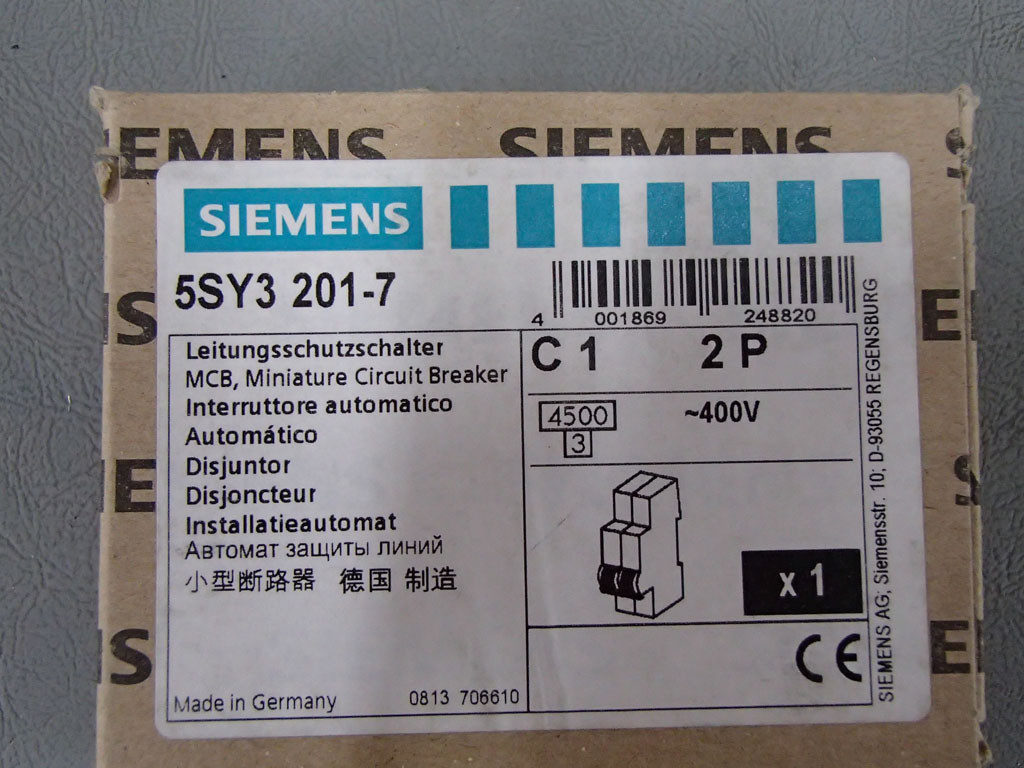 SIEMENS SIEMENS S
SIEMENS
5SY3 201-7
4 001869 248820
Leitungsschutzschalter
MCB, Miniature Circuit Breaker
Interruttore automatico
Automático
Disjuntor
Disjoncteur
Installatieautomat
Автомат защиты линий
小型断路器 德国 制造
Made in Germany 0813 706610
C 1 2 P
4500 ~400V
3
x 1
CE
SIEMENS AG; Siemensstr. 10; D-93055 REGENSBURG
S E
E S
S E